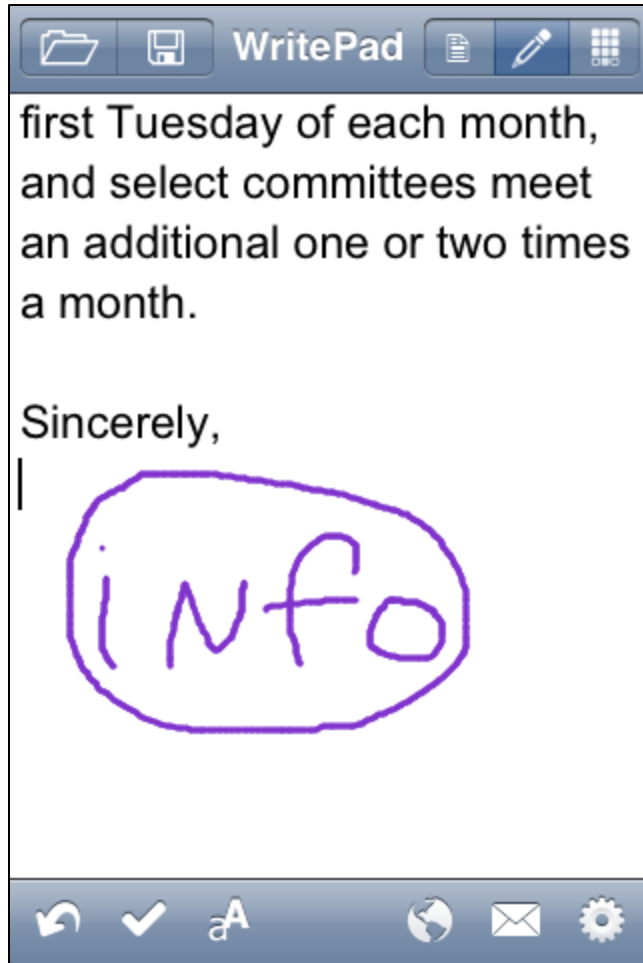 WritePad
first Tuesday of each month,
and select committees meet
an additional one or two times
a month.
Sincerely,
info
aA